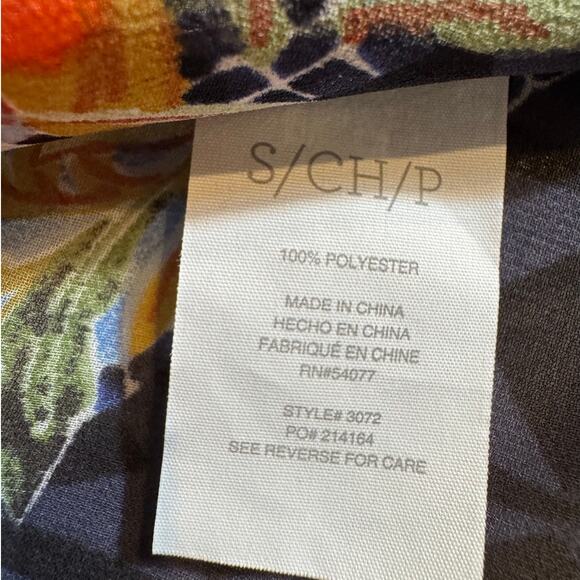 S/CH/P
100% POLYESTER
MADE IN CHINA
HECHO EN CHINA
FABRIQUÉ EN CHINE
RN#54077
STYLE# 3072
PO# 214164
SEE REVERSE FOR CARE